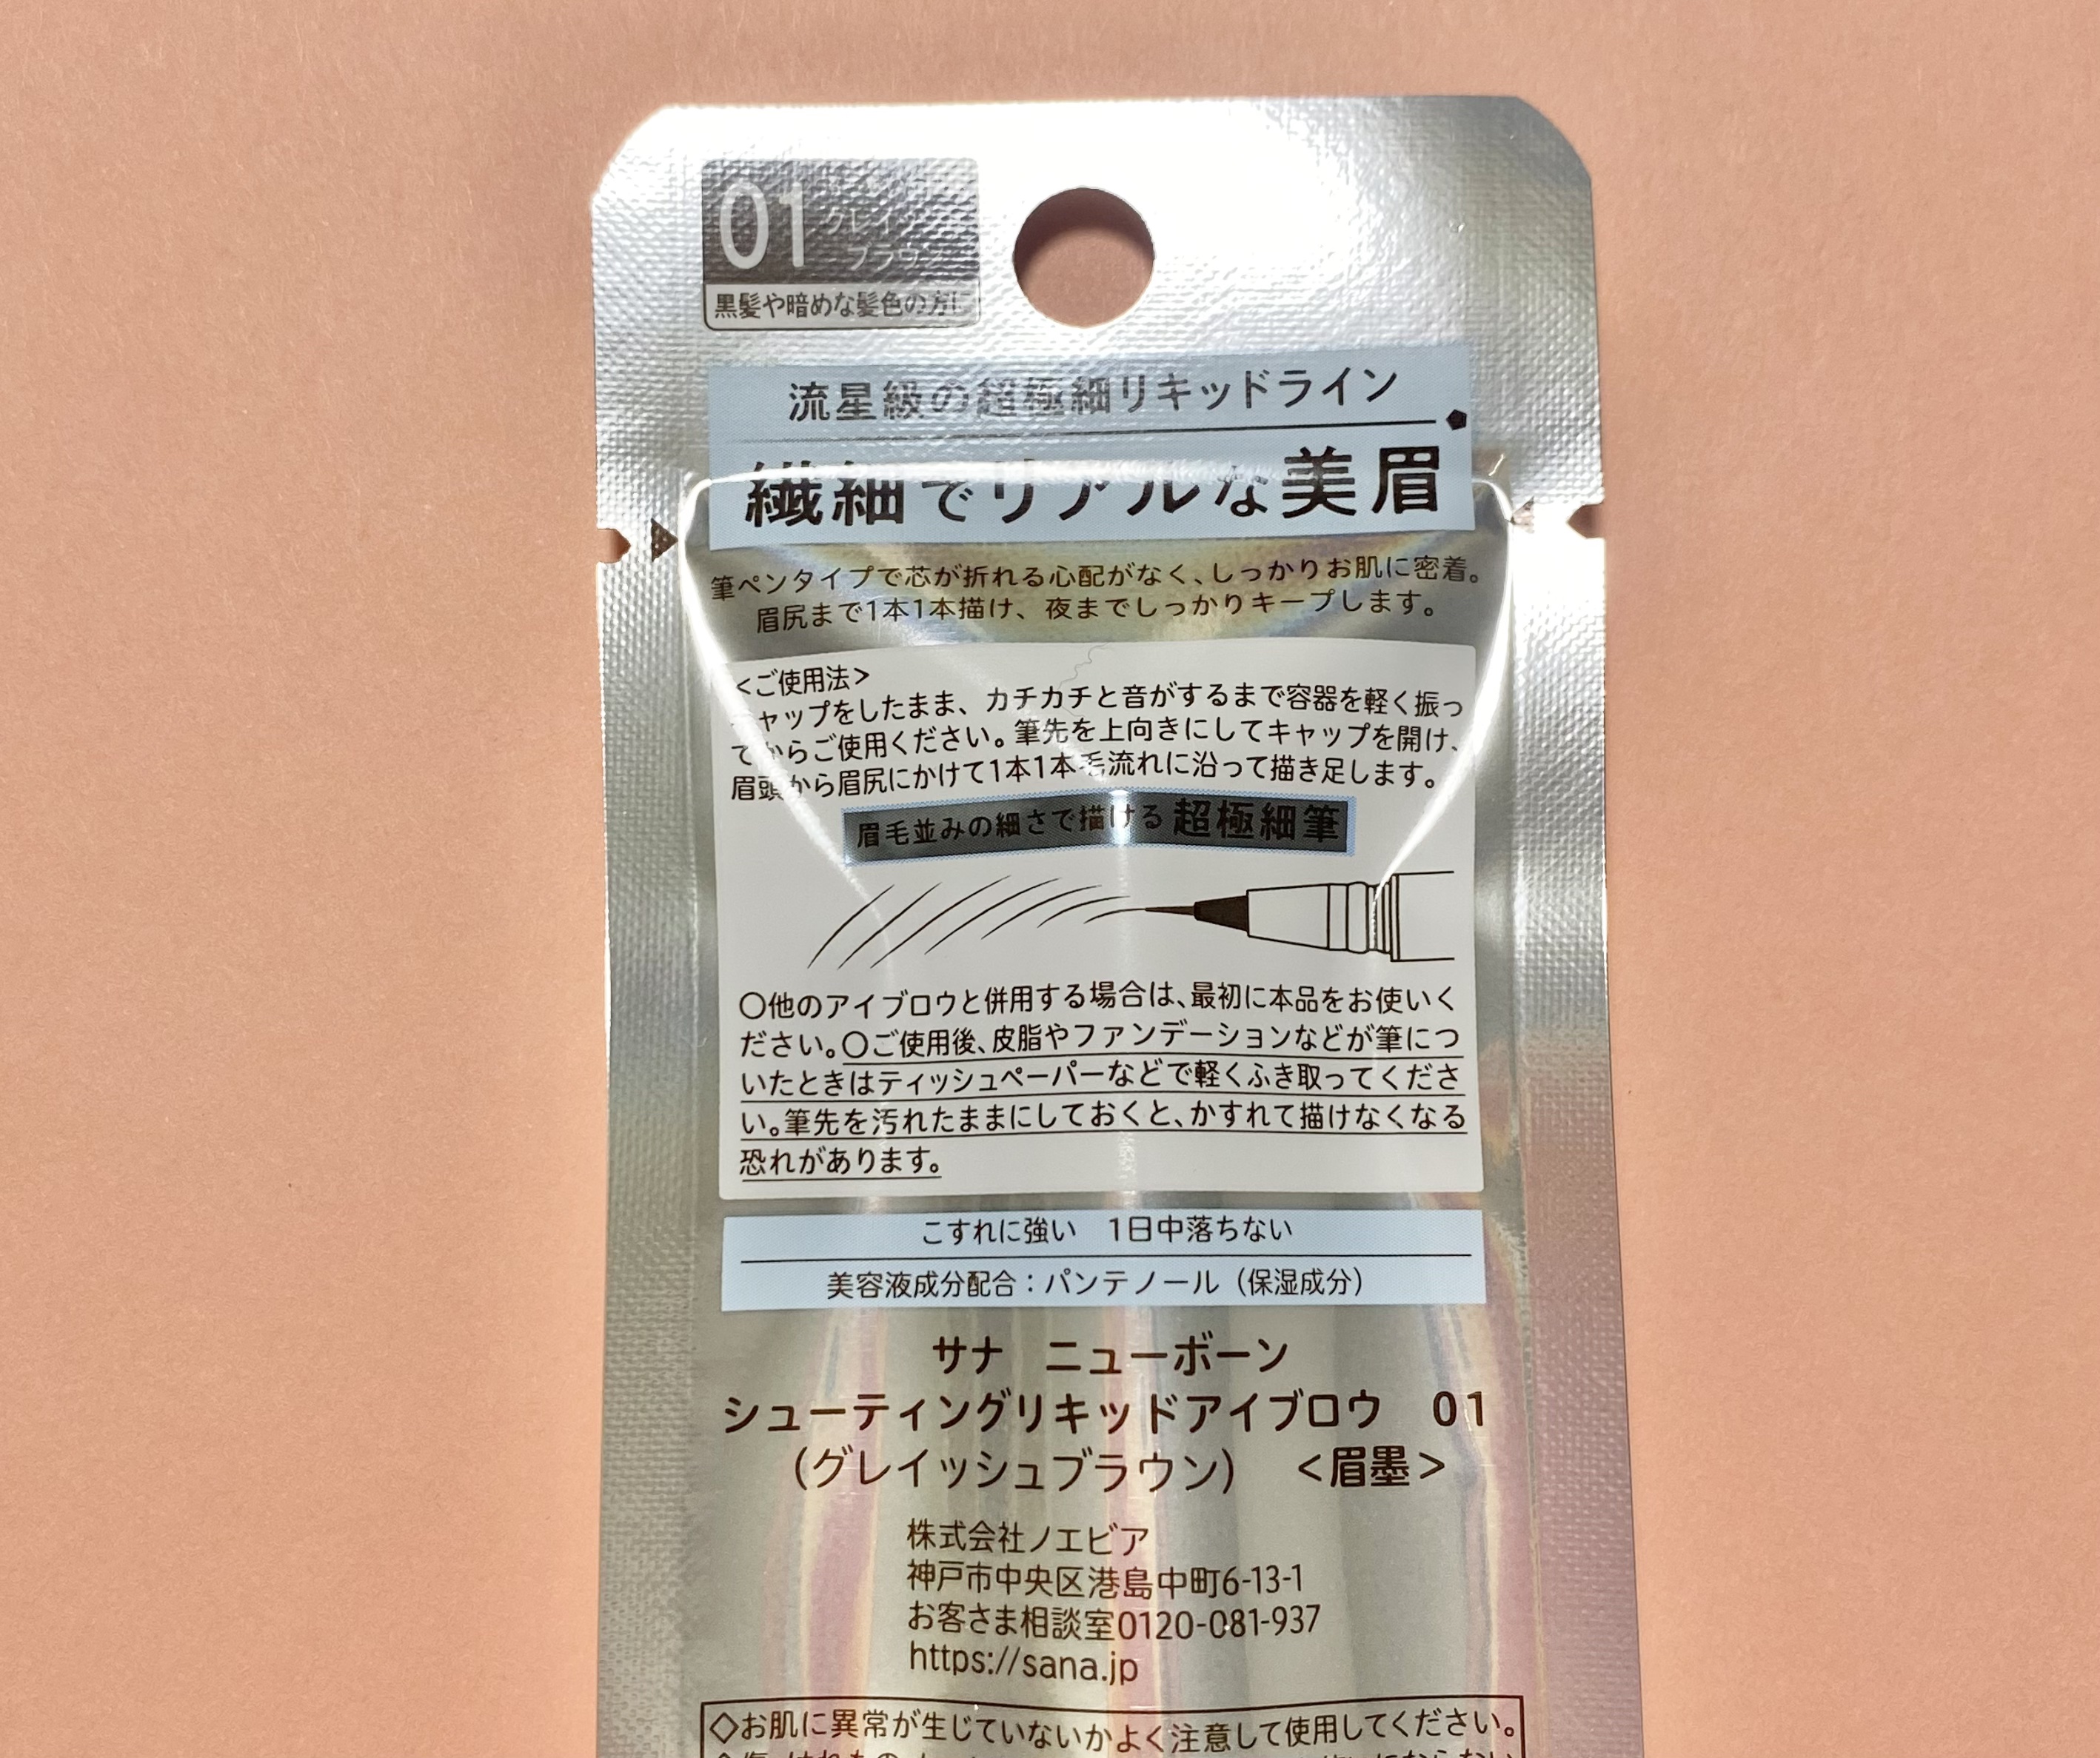 01 グレイッシュ
ブラウン
黒髪や暗めな髪色の方に
流星級の超極細リキッドライン
繊細でリアルな美眉
筆ペンタイプで芯が折れる心配がなく、しっかりお肌に密着。
眉尻まで1本1本描け、夜までしっかりキープします。
<ご使用法>
キャップをしたまま、カチカチと音がするまで容器を軽く振っ
てからご使用ください。筆先を上向きにしてキャップを開け、
眉頭から眉尻にかけて1本1本毛流れに沿って描き足します。
眉毛並みの細さで描ける 超極細筆
〇他のアイブロウと併用する場合は、最初に本品をお使いく
ださい。〇ご使用後、皮脂やファンデーションなどが筆につ
いたときはティッシュペーパーなどで軽くふき取ってくださ
い。筆先を汚れたままにしておくと、かすれて描けなくなる
恐れがあります。
こすれに強い 1日中落ちない
美容液成分配合:パンテノール(保湿成分)
サナ ニューボーン
シューティングリキッドアイブロウ 01
(グレイッシュブラウン) <眉墨>
株式会社ノエビア
神戸市中央区港島中町6-13-1
お客さま相談室0120-081-937
https://sana.jp
◇お肌に異常が生じていないかよく注意して使用してください。